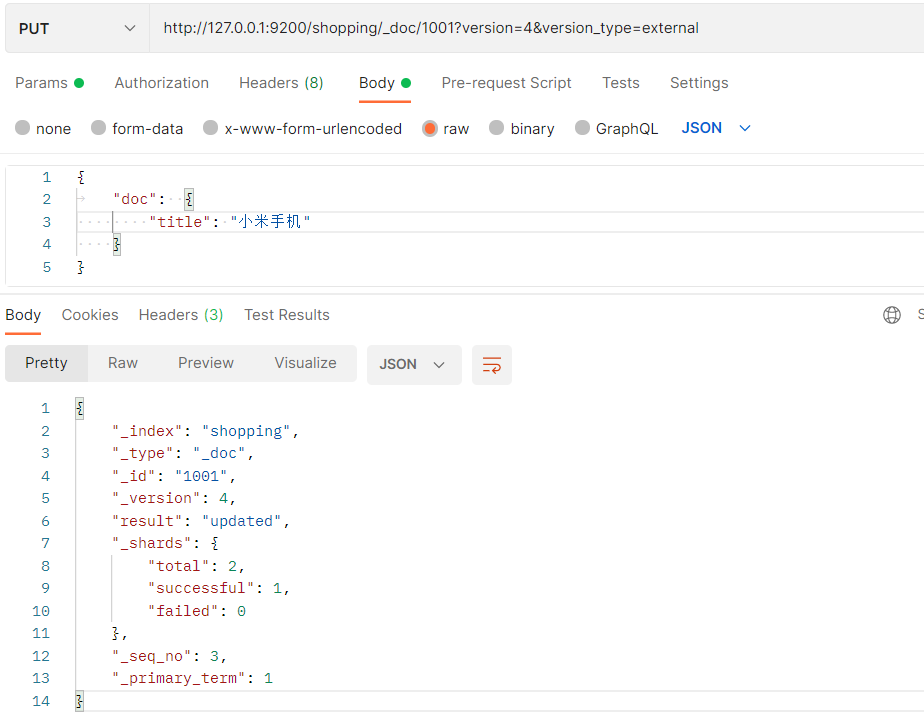 PUT http://127.0.0.1:9200/shopping/_doc/1001?version=4&version_type=external
Params Authorization Headers (8) Body Pre-request Script Tests Settings
none form-data x-www-form-urlencoded raw binary GraphQL JSON
1 {
2 "doc": {
3 "title": "小米手机"
4 }
5 }
Body Cookies Headers (3) Test Results S
Pretty Raw Preview Visualize JSON
1 {
2 "_index": "shopping",
3 "_type": "_doc",
4 "_id": "1001",
5 "_version": 4,
6 "result": "updated",
7 "_shards": {
8 "total": 2,
9 "successful": 1,
10 "failed": 0
11 },
12 "_seq_no": 3,
13 "_primary_term": 1
14 }